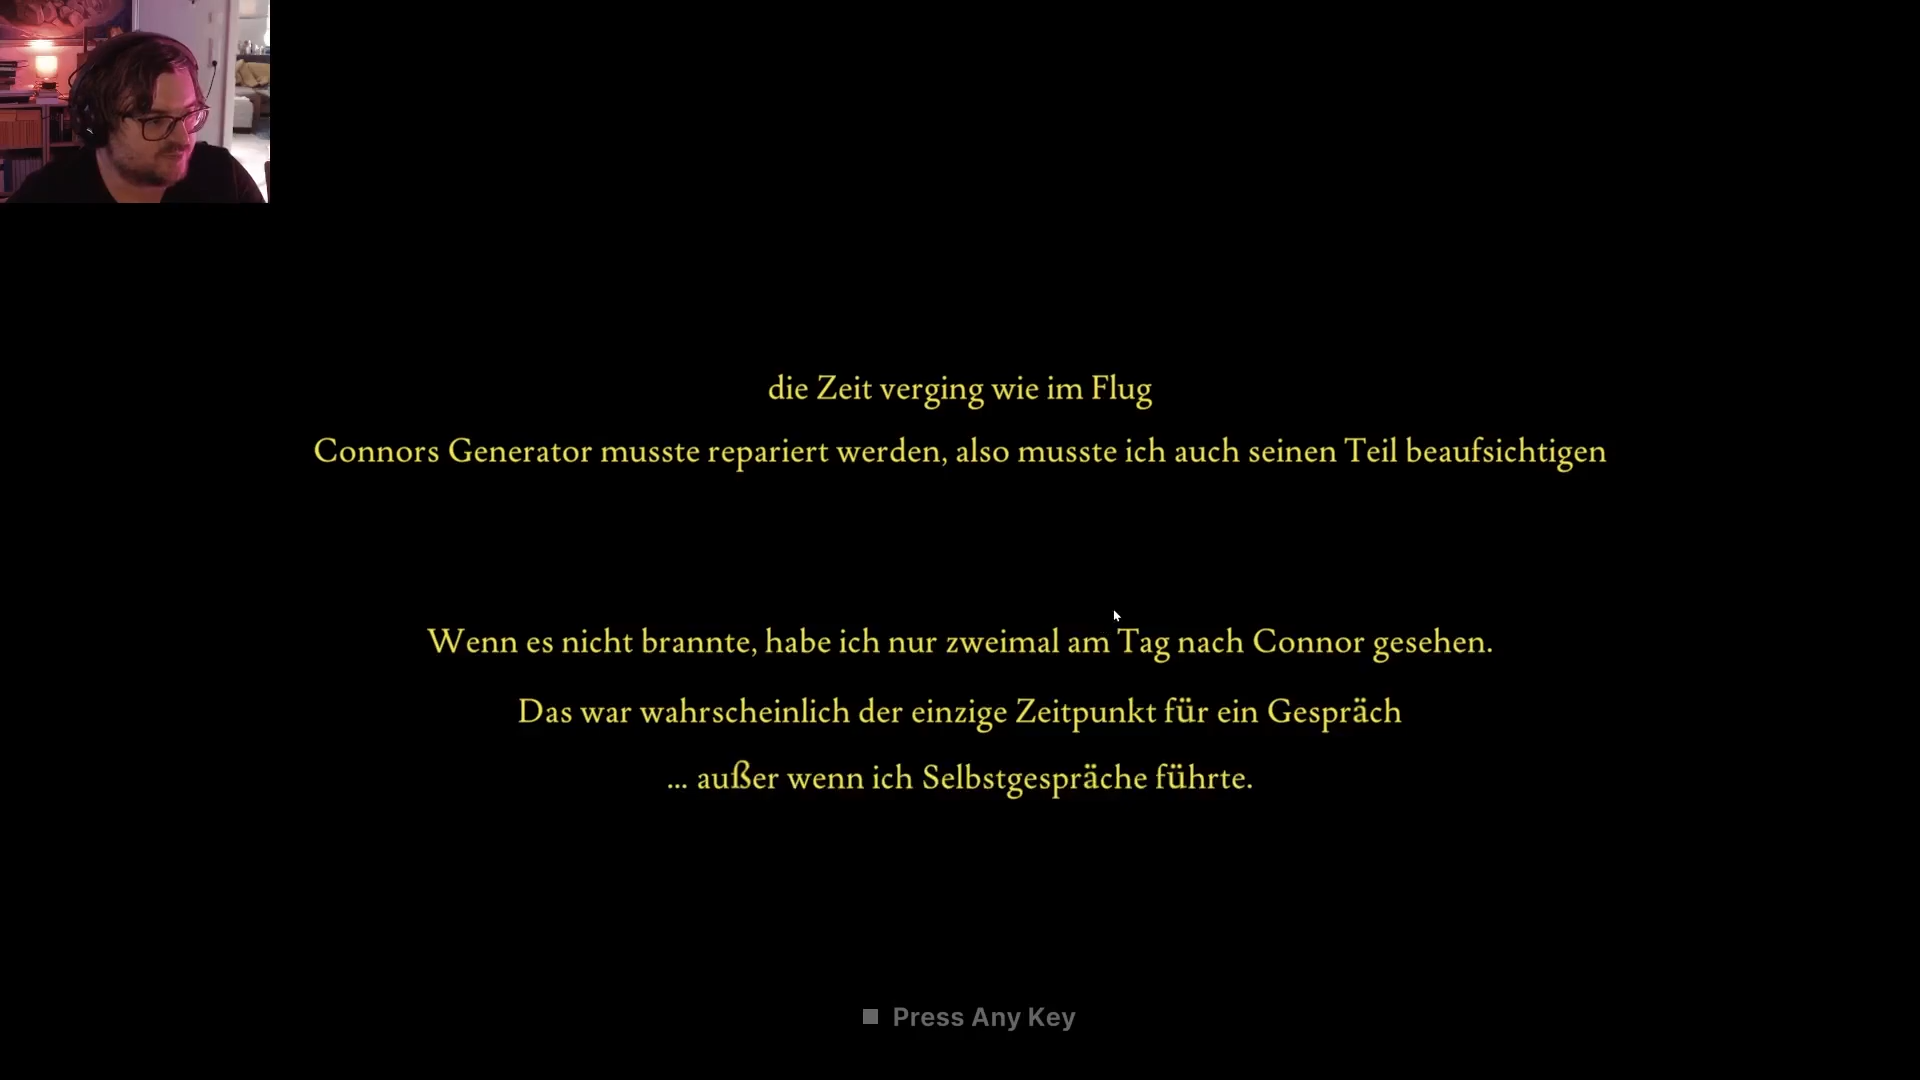 die Zeit verging wie im Flug
Connors Generator musste repariert werden, also musste ich auch seinen Teil beaufsichtigen
Wenn es nicht brannte, habe ich nur zweimal am Tag nach Connor gesehen.
Das war wahrscheinlich der einzige Zeitpunkt für ein Gespräch
... außer wenn ich Selbstgespräche führte.
Press Any Key